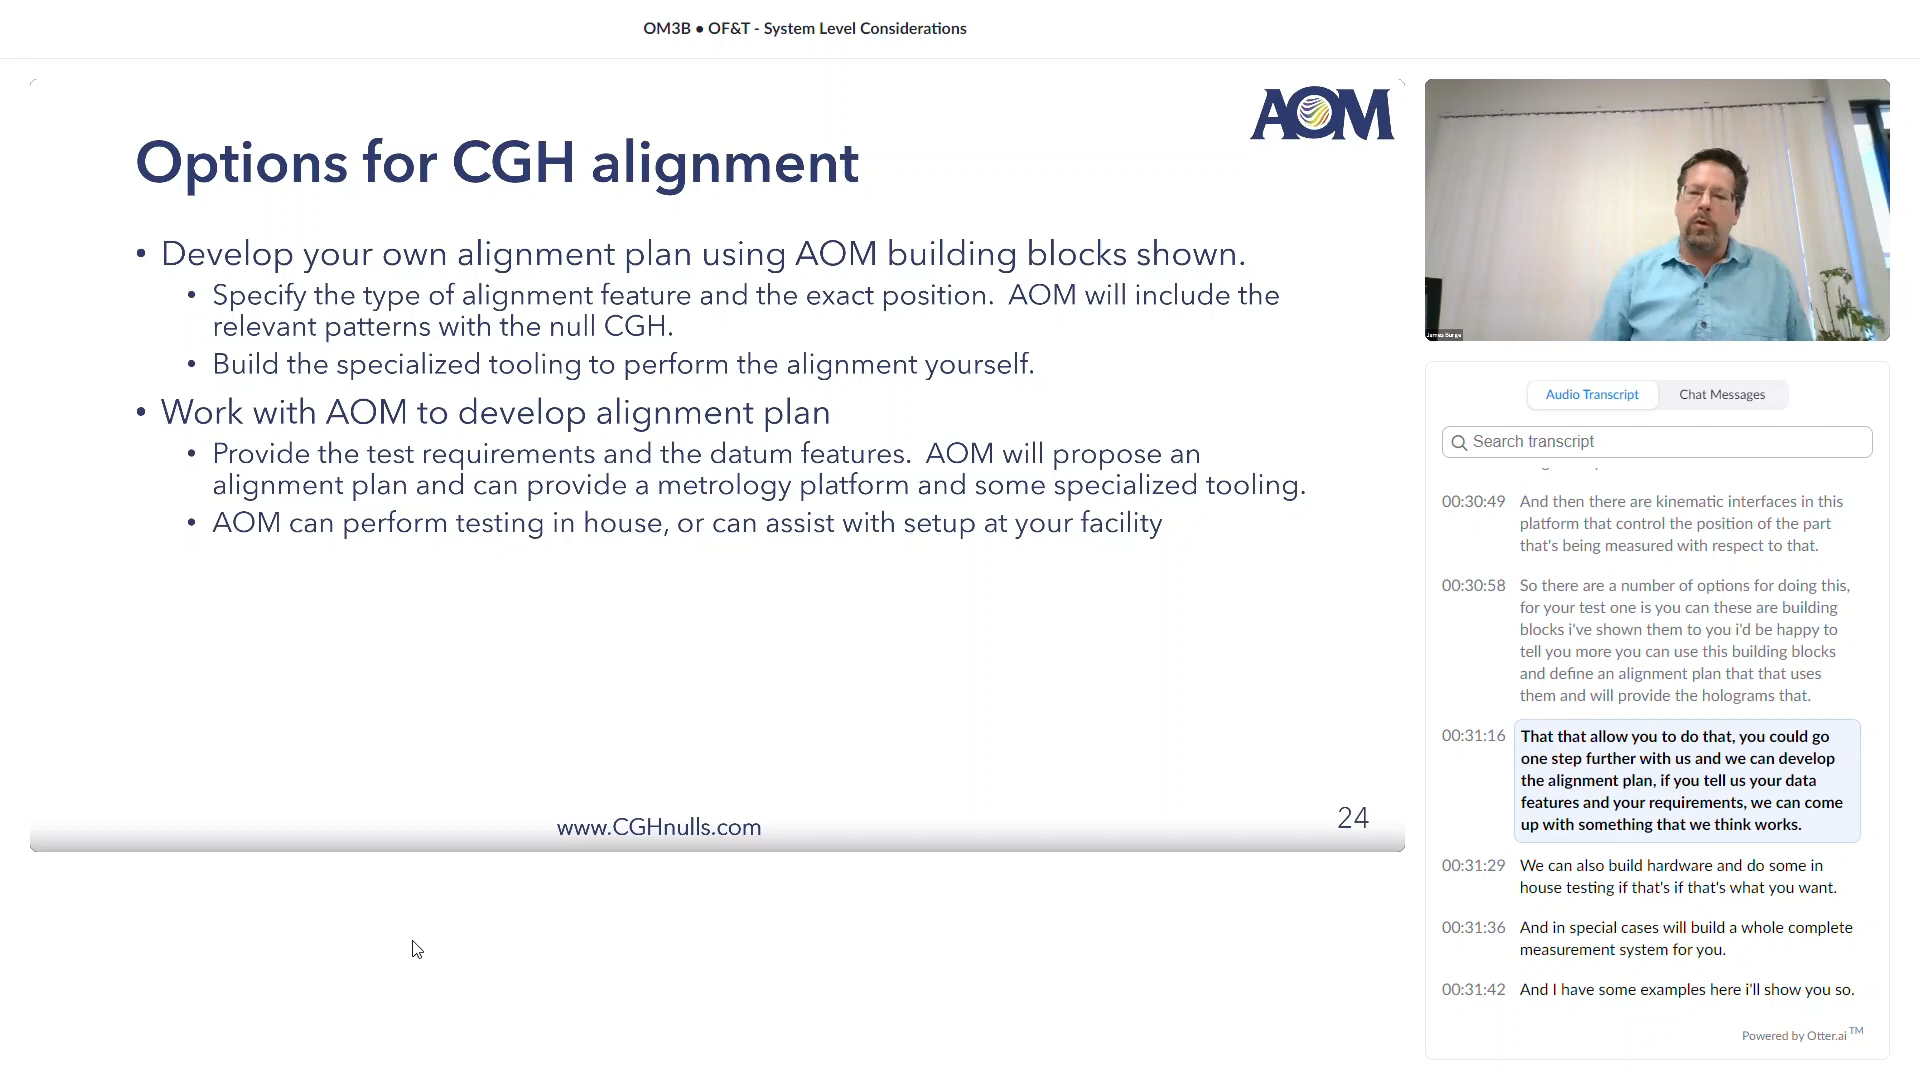 OM3B ● OF&T - System Level Considerations
AOM
Options for CGH alignment
• Develop your own alignment plan using AOM building blocks shown.
• Specify the type of alignment feature and the exact position.  AOM will include the
relevant patterns with the null CGH.
• Build the specialized tooling to perform the alignment yourself.
• Work with AOM to develop alignment plan
• Provide the test requirements and the datum features.  AOM will propose an
alignment plan and can provide a metrology platform and some specialized tooling.
• AOM can perform testing in house, or can assist with setup at your facility
www.CGHnulls.com
24
James Burge
Audio Transcript
Chat Messages
Search transcript
00:30:49 And then there are kinematic interfaces in this
platform that control the position of the part
that's being measured with respect to that.
00:30:58 So there are a number of options for doing this,
for your test one is you can these are building
blocks i've shown them to you i'd be happy to
tell you more you can use this building blocks
and define an alignment plan that that uses
them and will provide the holograms that.
00:31:16 That that allow you to do that, you could go
one step further with us and we can develop
the alignment plan, if you tell us your data
features and your requirements, we can come
up with something that we think works.
00:31:29 We can also build hardware and do some in
house testing if that's if that's what you want.
00:31:36 And in special cases will build a whole complete
measurement system for you.
00:31:42 And I have some examples here i'll show you so.
Powered by Otter.ai TM